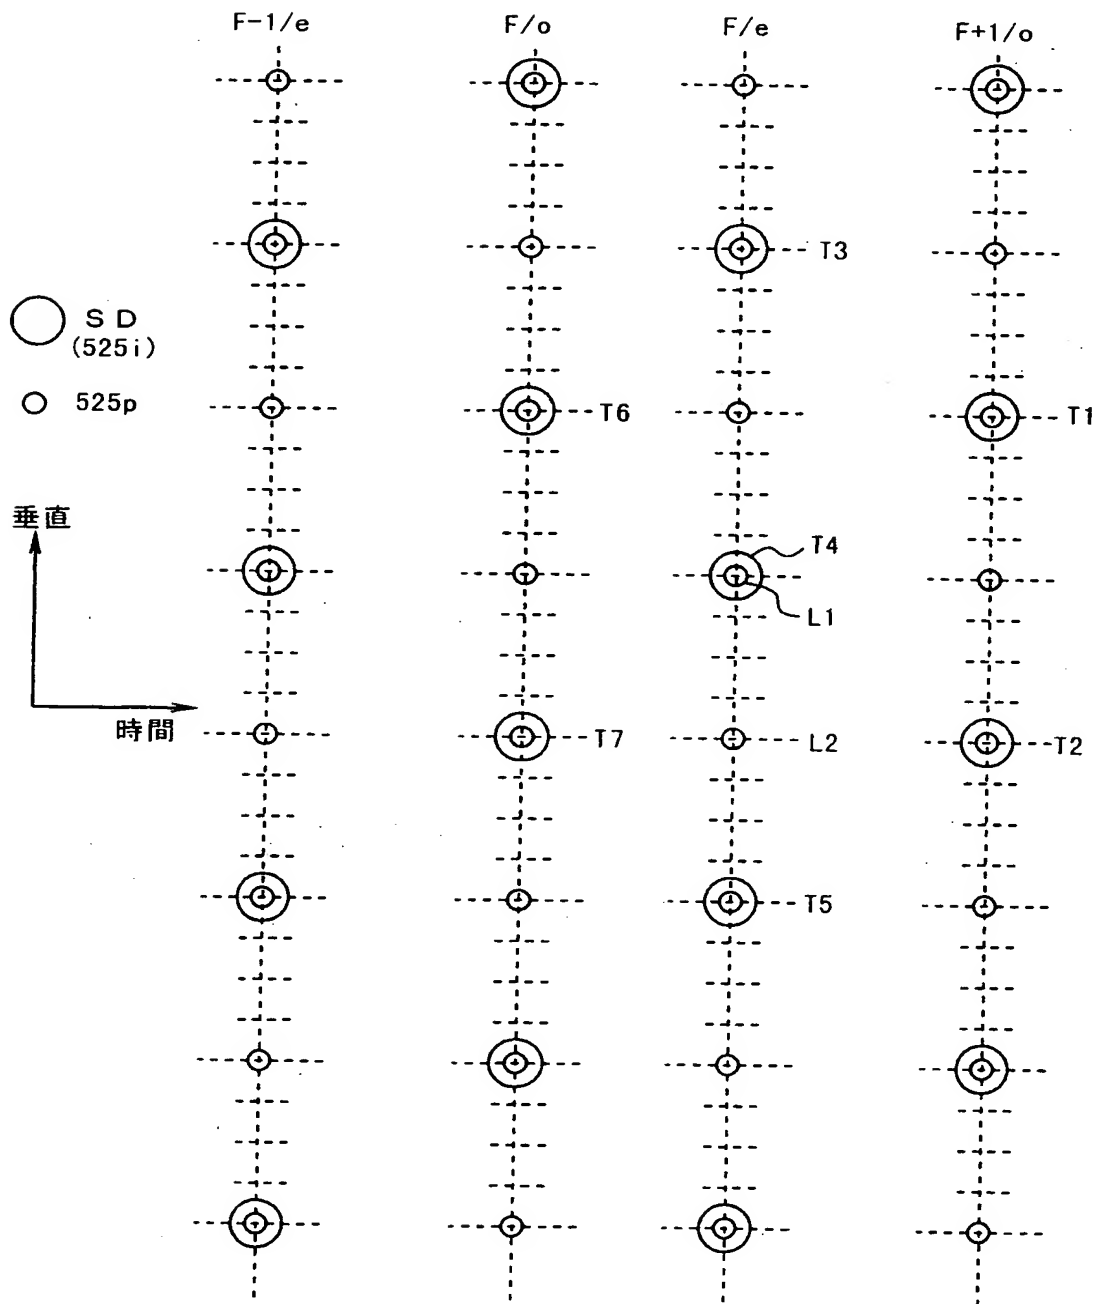 F-1/e
F/o
F/e
F+1/o
T3
SD
(525i)
525p
T6
T1
垂直
T4
L1
時間
T7
L2
T2
T5